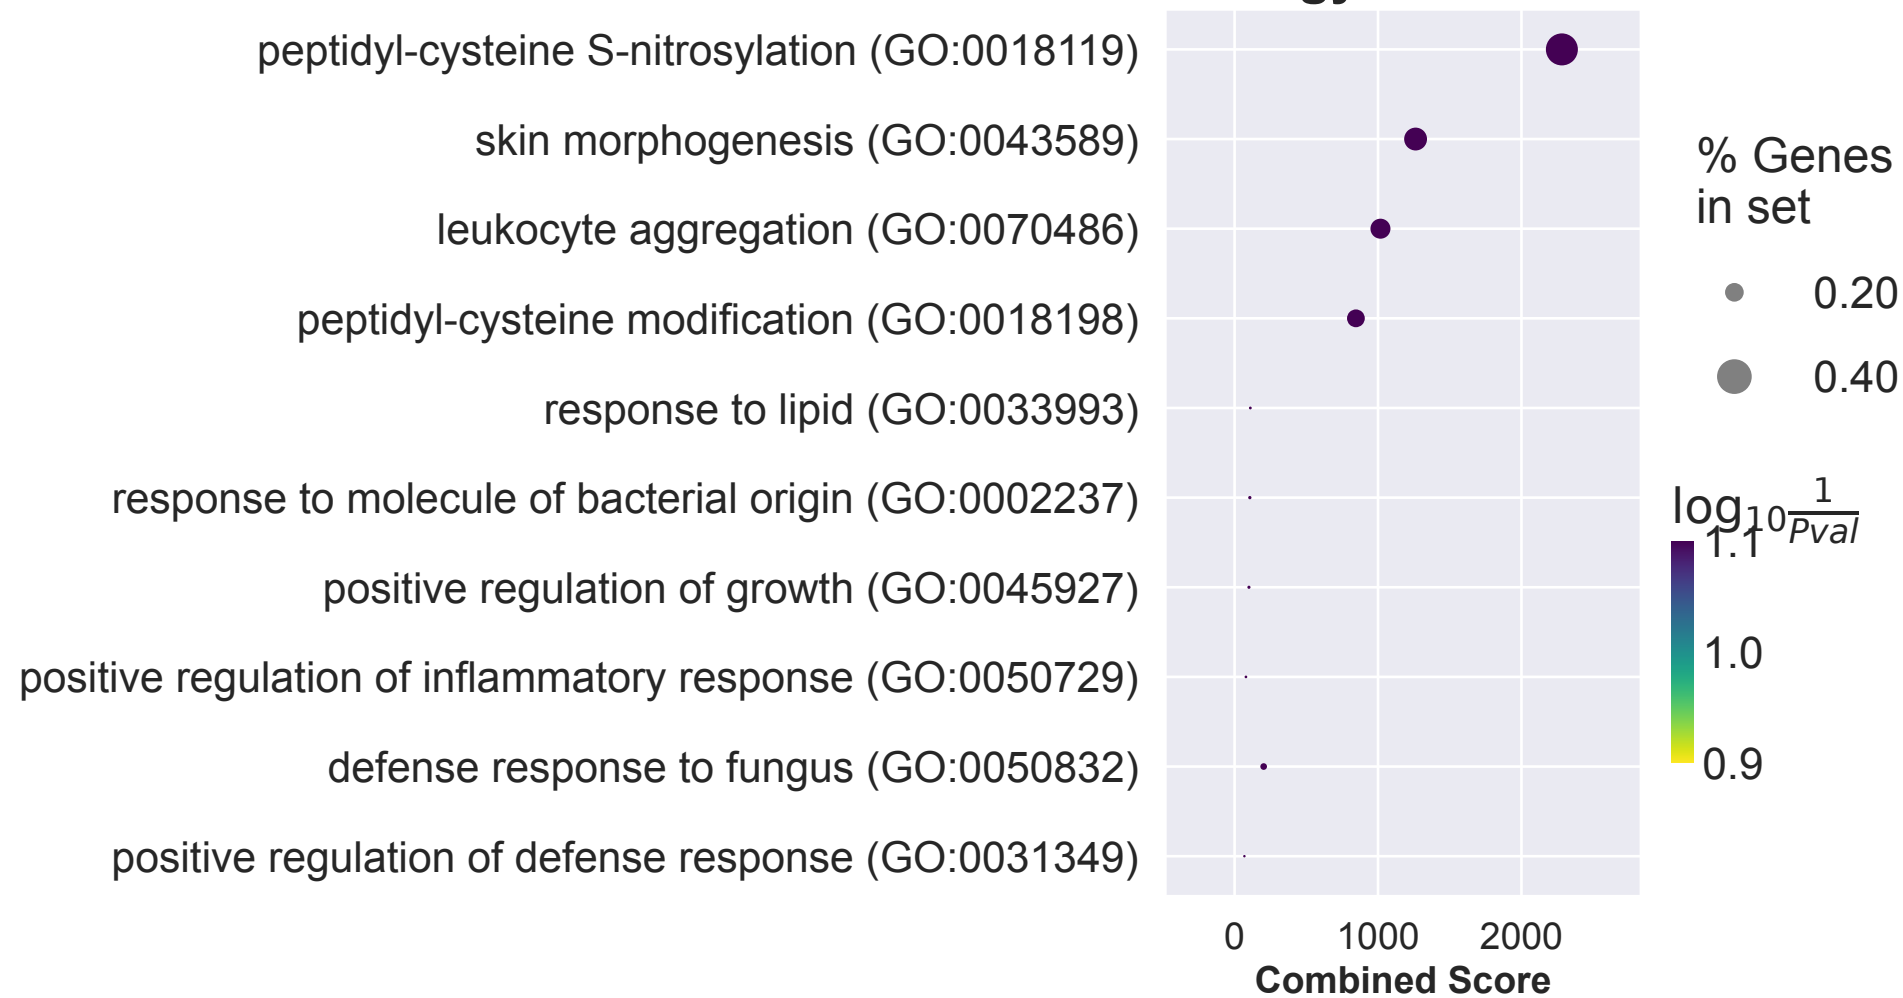 peptidyl-cysteine S-nitrosylation (GO:0018119)
skin morphogenesis (GO:0043589)
leukocyte aggregation (GO:0070486)
peptidyl-cysteine modification (GO:0018198)
response to lipid (GO:0033993)
response to molecule of bacterial origin (GO:0002237)
positive regulation of growth (GO:0045927)
positive regulation of inflammatory response (GO:0050729)
defense response to fungus (GO:0050832)
positive regulation of defense response (GO:0031349)
0 1000 2000
Combined Score
% Genes
in set
0.20
0.40
log10 1/Pval
1.1
1.0
0.9